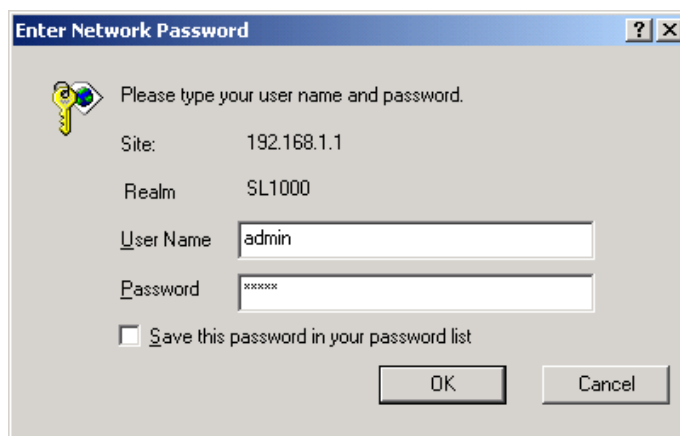 Enter Network Password
Please type your user name and password.
Site: 192.168.1.1
Realm SL1000
User Name admin
Password *****
Save this password in your password list
OK Cancel